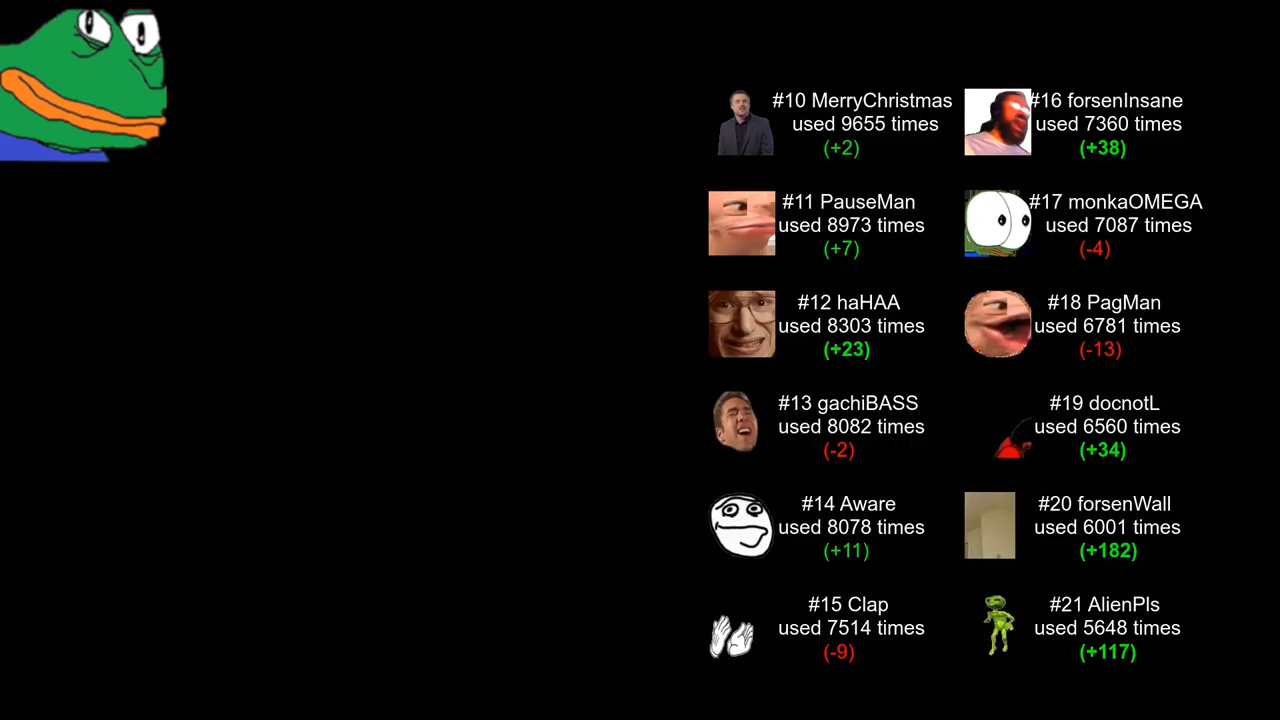 #10 MerryChristmas
used 9655 times
(+2)
#11 PauseMan
used 8973 times
(+7)
#12 haHAA
used 8303 times
(+23)
#13 gachiBASS
used 8082 times
(-2)
#14 Aware
used 8078 times
(+11)
#15 Clap
used 7514 times
(-9)
#16 forsenInsane
used 7360 times
(+38)
#17 monkaOMEGA
used 7087 times
(-4)
#18 PagMan
used 6781 times
(-13)
#19 docnotL
used 6560 times
(+34)
#20 forsenWall
used 6001 times
(+182)
#21 AlienPls
used 5648 times
(+117)